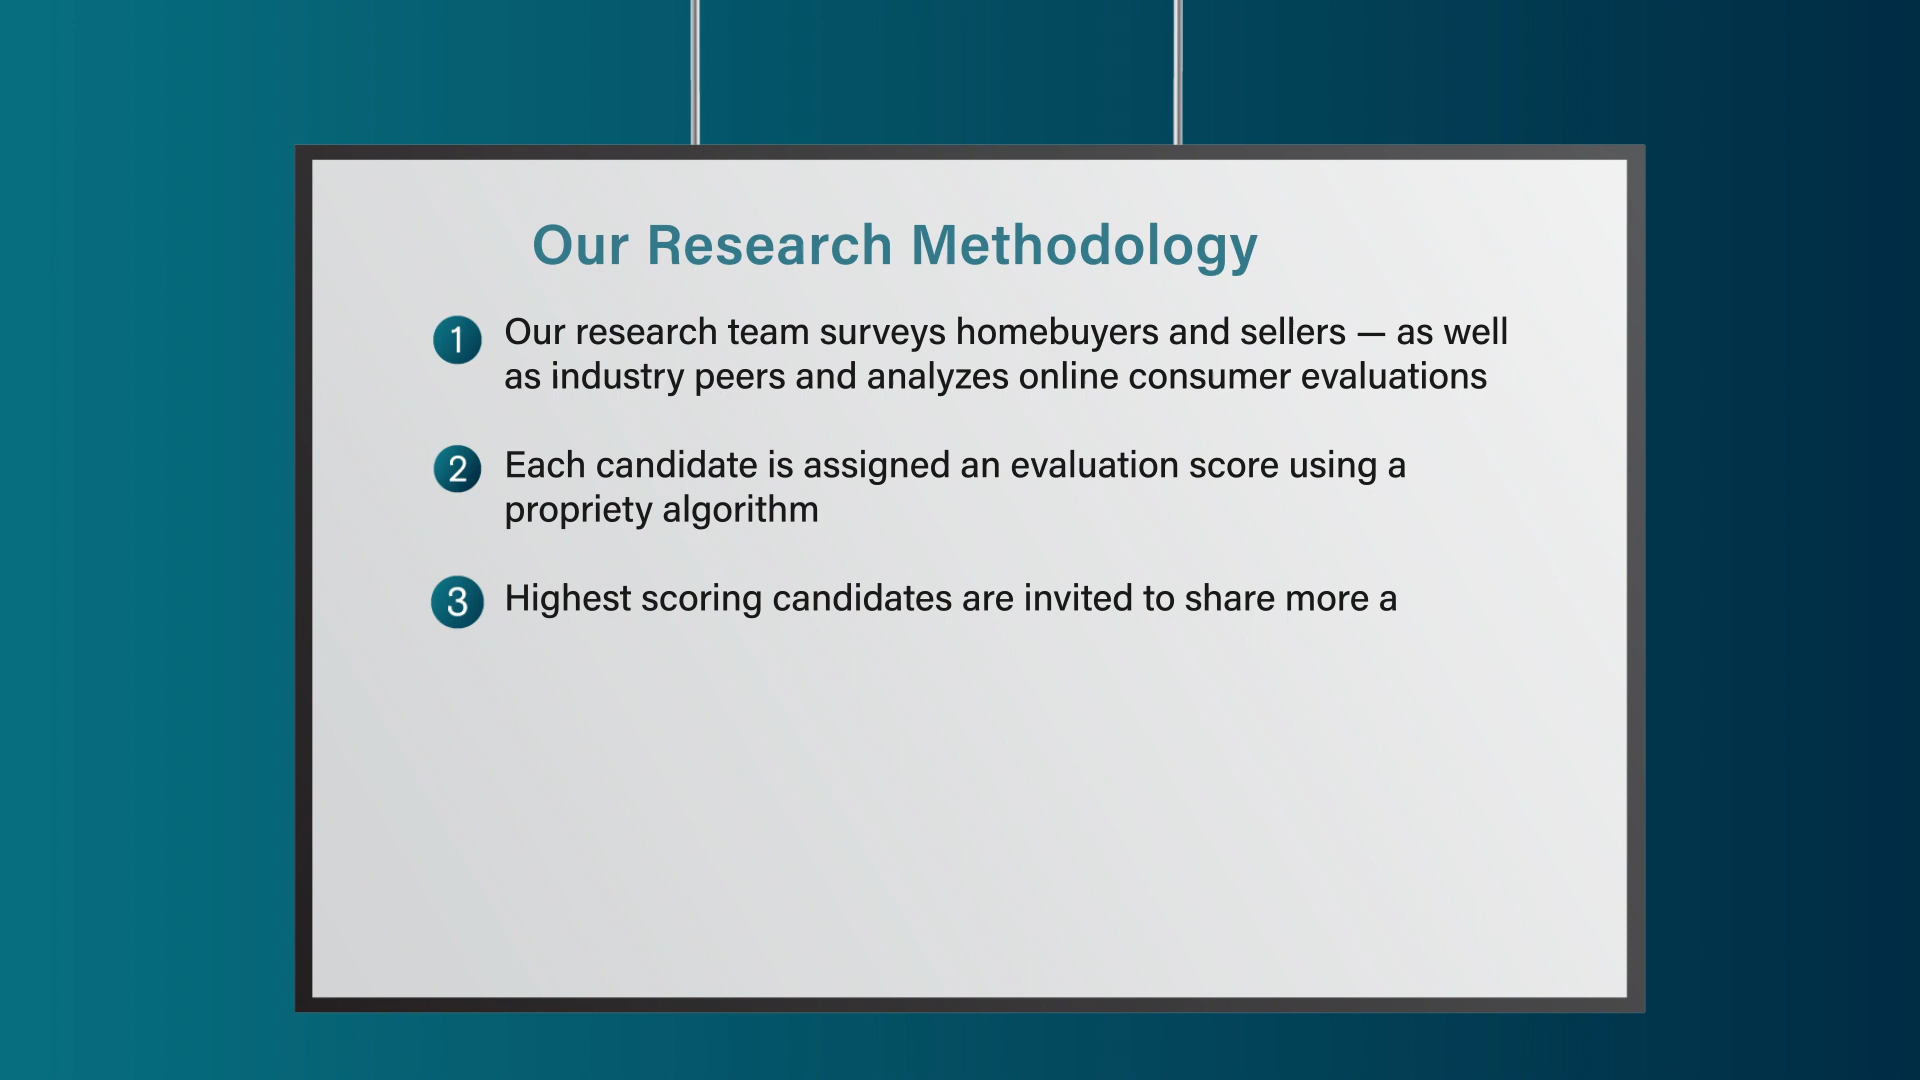 Our Research Methodology
1 Our research team surveys homebuyers and sellers — as well
as industry peers and analyzes online consumer evaluations
2 Each candidate is assigned an evaluation score using a
propriety algorithm
3 Highest scoring candidates are invited to share more a